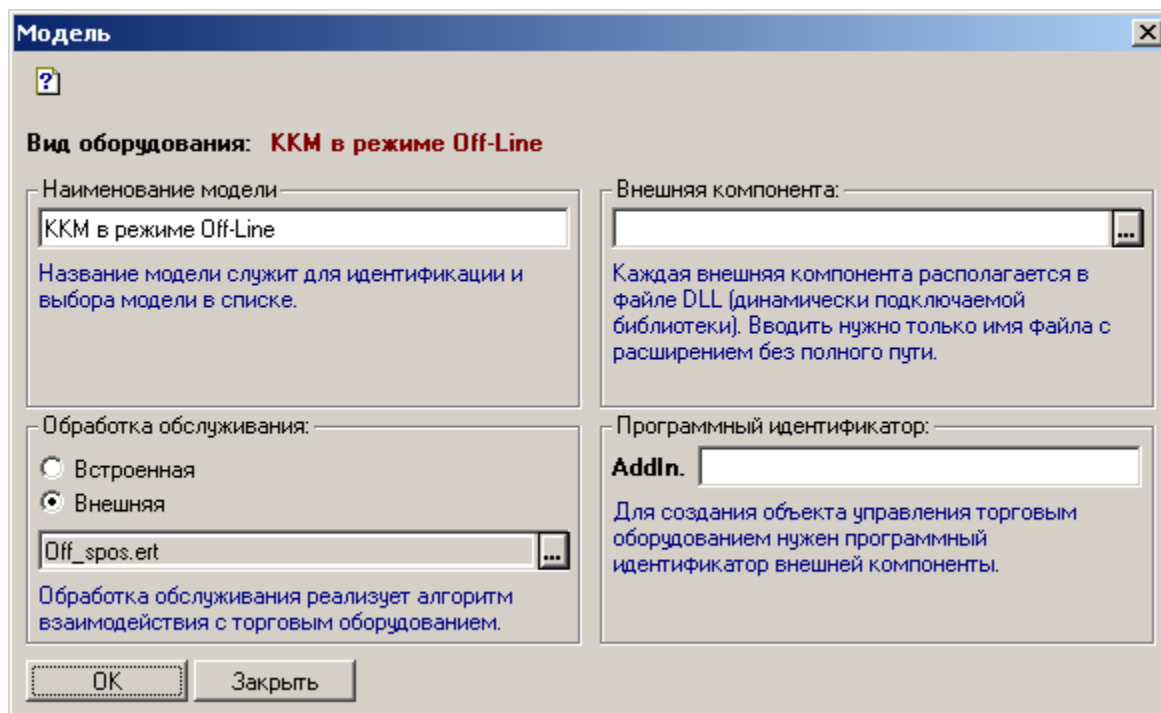 Модель
Вид оборудования: ККМ в режиме Off-Line
Наименование модели
ККМ в режиме Off-Line
Название модели служит для идентификации и
выбора модели в списке.
Внешняя компонента:
...
Каждая внешняя компонента располагается в
файле DLL (динамически подключаемой
библиотеки). Вводить нужно только имя файла с
расширением без полного пути.
Обработка обслуживания:
Встроенная
Внешняя
Off_spos.ert ...
Обработка обслуживания реализует алгоритм
взаимодействия с торговым оборудованием.
Программный идентификатор:
AddIn.
Для создания объекта управления торговым
оборудованием нужен программный
идентификатор внешней компоненты.
OK Закрыть